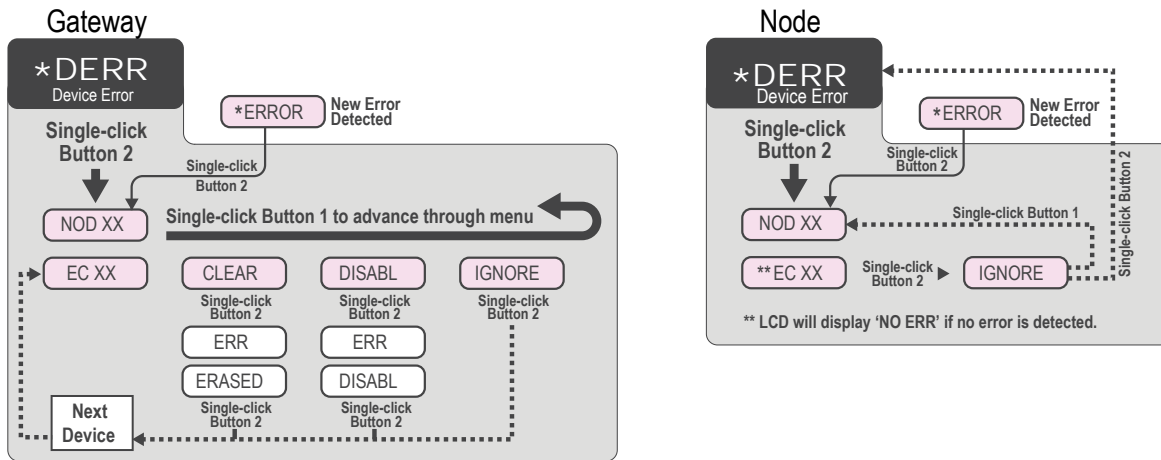 Gateway
*DERR
Device Error
*ERROR
New Error
Detected
Single-click
Button 2
Single-click
Button 2
NOD XX
Single-click Button 1 to advance through menu
EC XX
CLEAR
DISABL
IGNORE
Single-click
Button 2
Single-click
Button 2
Single-click
Button 2
ERR
ERR
ERASED
DISABL
Single-click
Button 2
Single-click
Button 2
Next
Device
Node
*DERR
Device Error
*ERROR
New Error
Detected
Single-click
Button 2
Single-click
Button 2
NOD XX
Single-click Button 1
Single-click Button 2
**EC XX
Single-click
Button 2
IGNORE
** LCD will display 'NO ERR' if no error is detected.